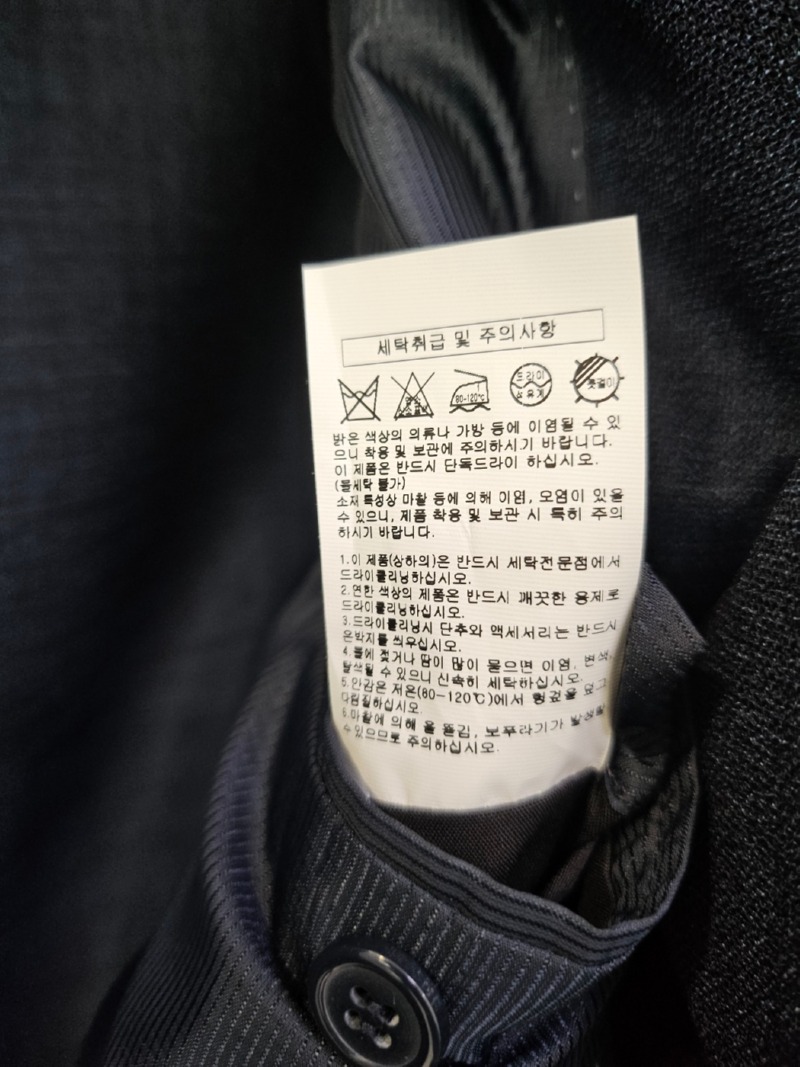 세탁취급 및 주의사항
80-120℃
드라이
석유계
옷걸이
밝은 색상의 의류나 가방 등에 이염될 수 있
으니 착용 및 보관에 주의하시기 바랍니다.
이 제품은 반드시 단독드라이 하십시오.
(물세탁 불가)
소재 특성상 마찰 등에 의해 이염, 오염이 있을
수 있으니, 제품 착용 및 보관 시 특히 주의
하시기 바랍니다.
1.이 제품(상하의)은 반드시 세탁전문점에서
드라이클리닝하십시오.
2.연한 색상의 제품은 반드시 깨끗한 용제로
드라이클리닝하십시오.
3.드라이클리닝시 단추와 액세서리는 반드시
은박지를 씌우십시오.
4.물에 젖거나 땀이 많이 묻으면 이염, 변색,
탈색될 수 있으니 신속히 세탁하십시오.
5.안감은 저온(80-120℃)에서 헝겊을 덮고
다림질하십시오.
6.마찰에 의해 올 뜯김, 보푸라기가 발생할
수 있으므로 주의하십시오.